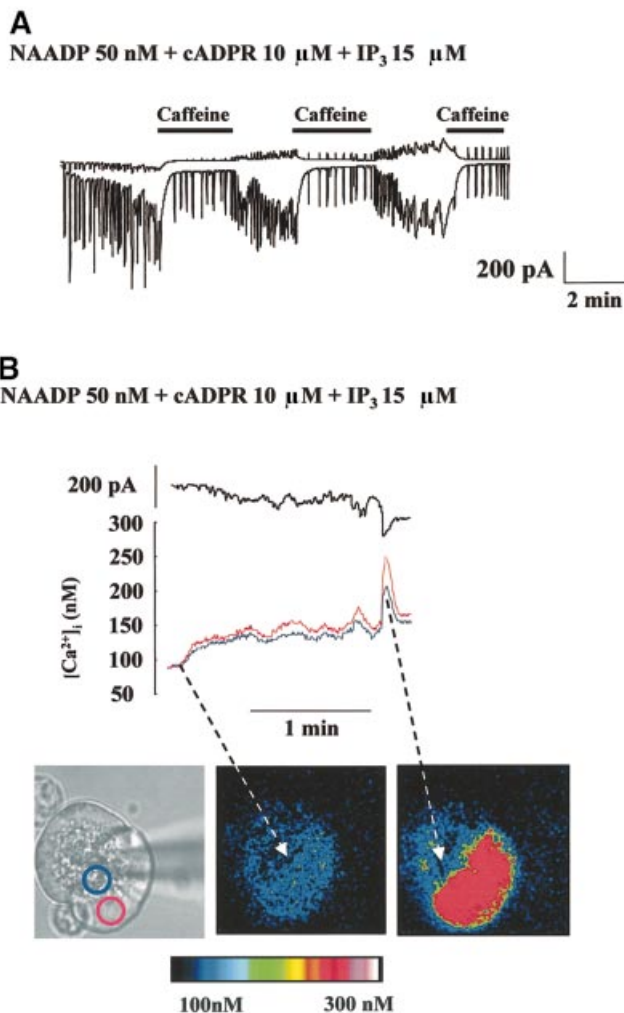 A
NAADP 50 nM + cADPR 10 µM + IP₃ 15 µM
Caffeine Caffeine Caffeine
200 pA
2 min
B
NAADP 50 nM + cADPR 10 µM + IP₃ 15 µM
200 pA
300
250
200
150
100
50
[Ca²⁺]ᵢ (nM)
1 min
100nM 300 nM